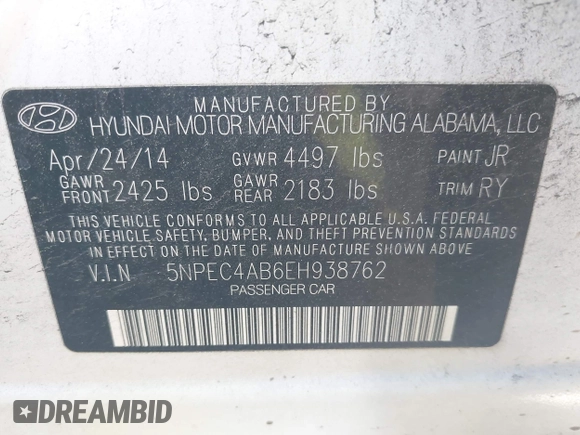 MANUFACTURED BY
HYUNDAI MOTOR MANUFACTURING ALABAMA, LLC
Apr/24/14 GVWR 4497 lbs PAINT JR
GAWR FRONT 2425 lbs GAWR REAR 2183 lbs TRIM RY
THIS VEHICLE CONFORMS TO ALL APPLICABLE U.S.A. FEDERAL
MOTOR VEHICLE SAFETY, BUMPER, AND THEFT PREVENTION STANDARDS
IN EFFECT ON THE DATE OF MANUFACTURE SHOWN ABOVE
V.I.N 5NPEC4AB6EH938762
PASSENGER CAR
DREAMBID